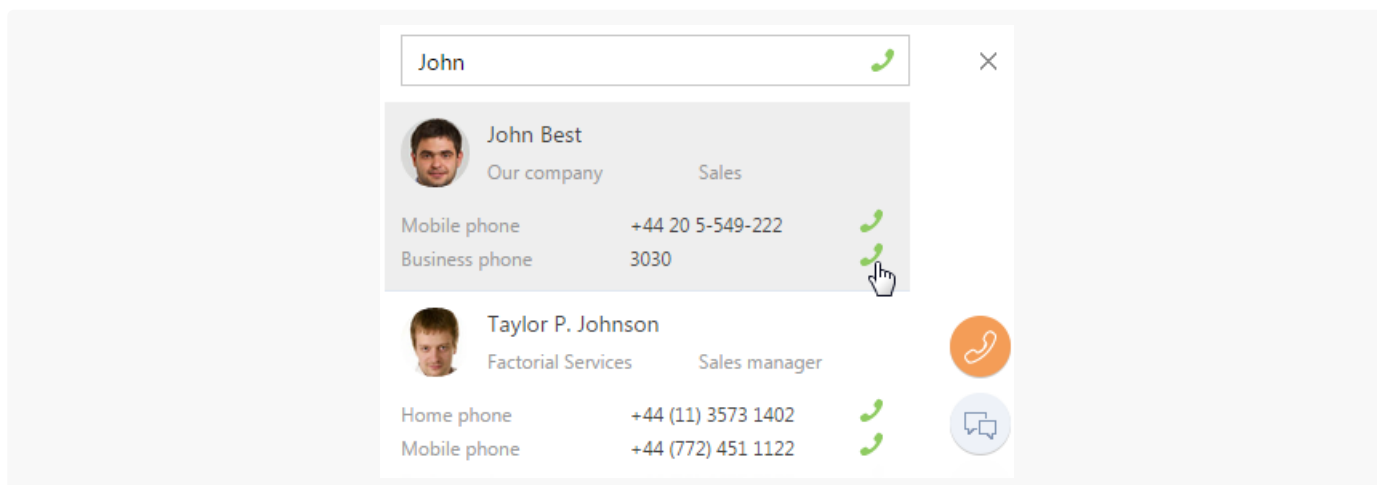 John
John Best
Our company Sales
Mobile phone +44 20 5-549-222
Business phone 3030
Taylor P. Johnson
Factorial Services Sales manager
Home phone +44 (11) 3573 1402
Mobile phone +44 (772) 451 1122